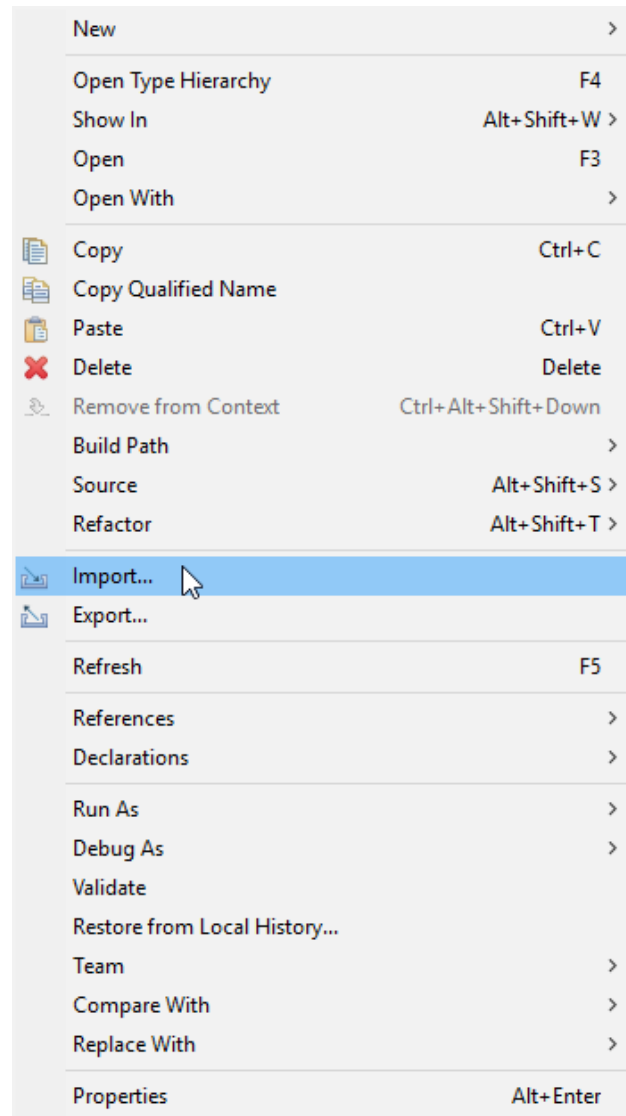 New >
Open Type Hierarchy F4
Show In Alt+Shift+W >
Open F3
Open With >
Copy Ctrl+C
Copy Qualified Name
Paste Ctrl+V
Delete Delete
Remove from Context Ctrl+Alt+Shift+Down
Build Path >
Source Alt+Shift+S >
Refactor Alt+Shift+T >
Import...
Export...
Refresh F5
References >
Declarations >
Run As >
Debug As >
Validate
Restore from Local History...
Team >
Compare With >
Replace With >
Properties Alt+Enter